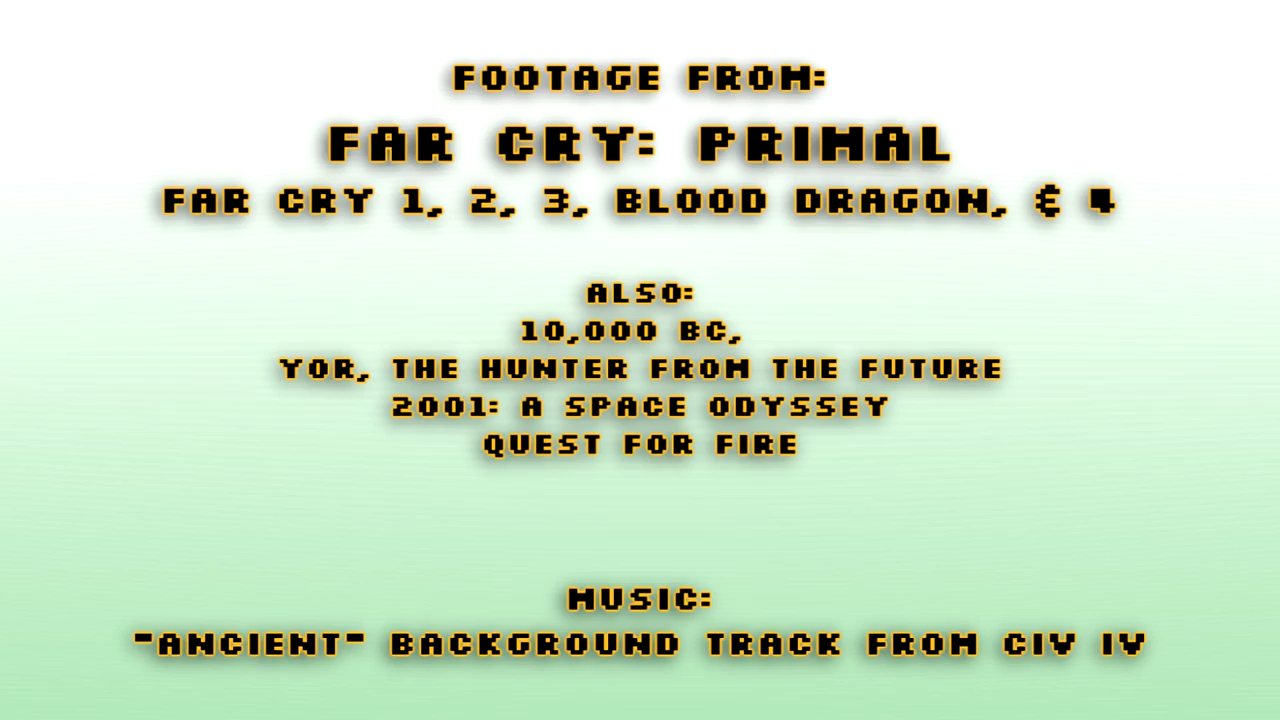 FOOTAGE FROM:
FAR CRY: PRIMAL
FAR CRY 1, 2, 3, BLOOD DRAGON, & 4
ALSO:
10,000 BC,
YOR, THE HUNTER FROM THE FUTURE
2001: A SPACE ODYSSEY
QUEST FOR FIRE
MUSIC:
"ANCIENT" BACKGROUND TRACK FROM CIV IV